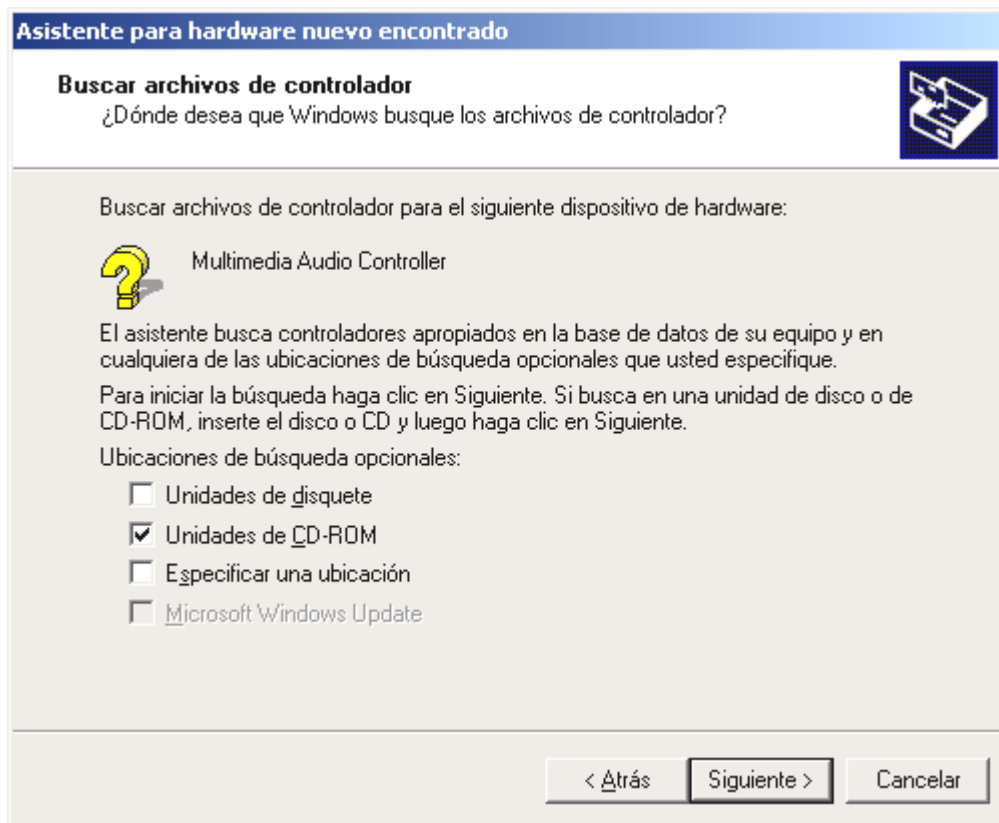 Asistente para hardware nuevo encontrado
Buscar archivos de controlador
¿Dónde desea que Windows busque los archivos de controlador?
Buscar archivos de controlador para el siguiente dispositivo de hardware:
Multimedia Audio Controller
El asistente busca controladores apropiados en la base de datos de su equipo y en
cualquiera de las ubicaciones de búsqueda opcionales que usted especifique.
Para iniciar la búsqueda haga clic en Siguiente. Si busca en una unidad de disco o de
CD-ROM, inserte el disco o CD y luego haga clic en Siguiente.
Ubicaciones de búsqueda opcionales:
Unidades de disquete
Unidades de CD-ROM
Especificar una ubicación
Microsoft Windows Update
< Atrás Siguiente > Cancelar